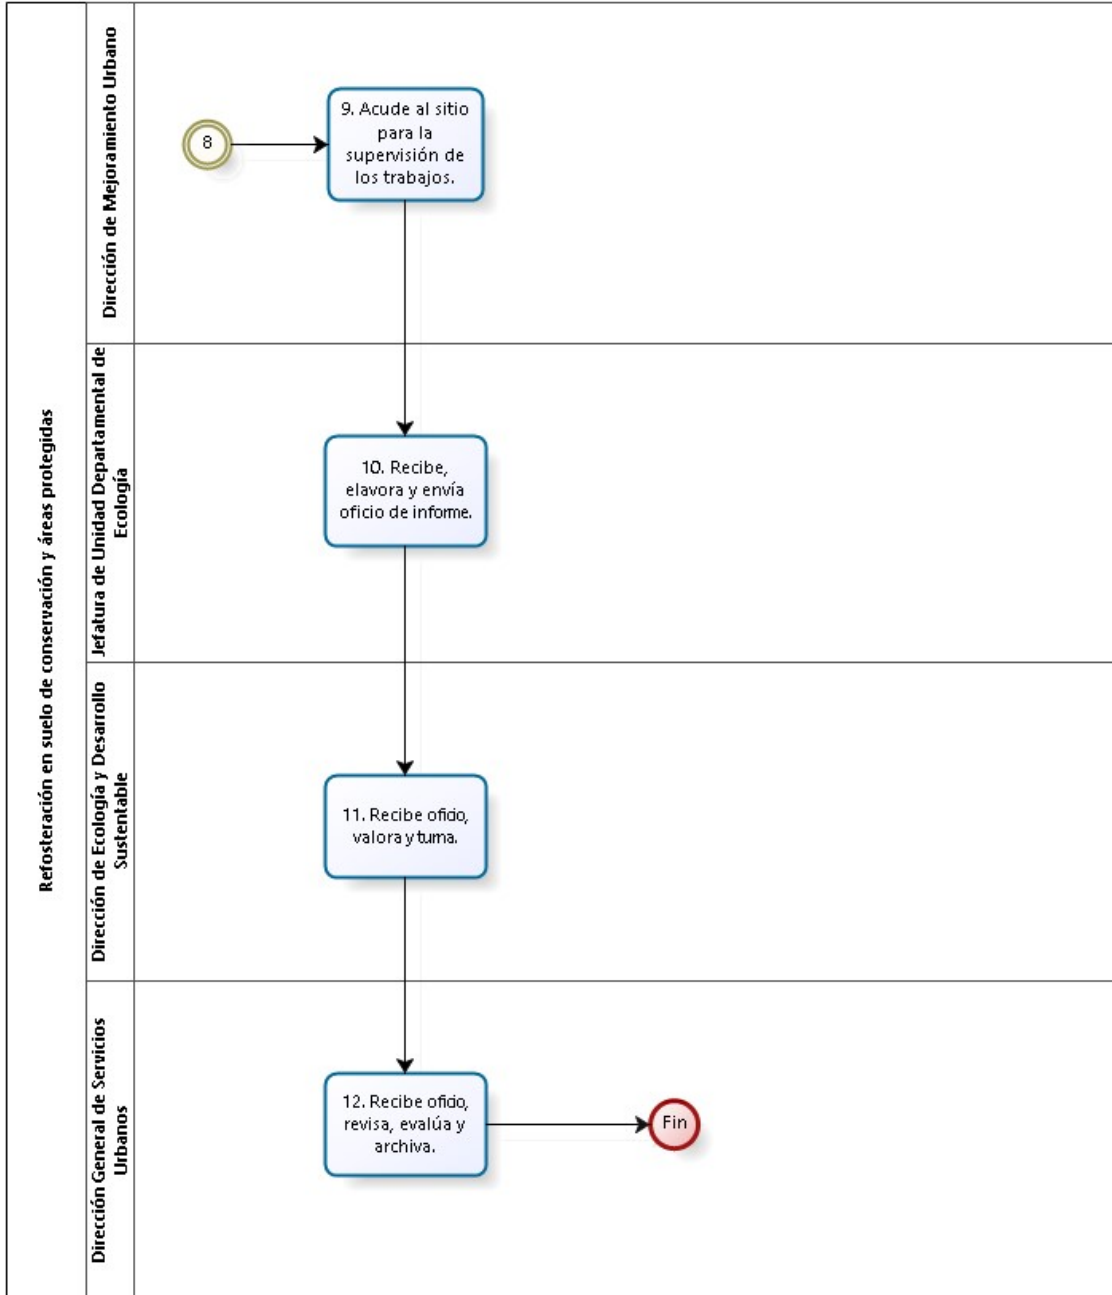 Refosteración en suelo de conservación y áreas protegidas
Dirección de Mejoramiento Urbano
8
9. Acude al sitio
para la
supervisión de
los trabajos.
Jefatura de Unidad Departamental de
Ecología
10. Recibe,
elavora y envía
oficio de informe.
Dirección de Ecología y Desarrollo
Sustentable
11. Recibe oficio,
valora y turna.
Dirección General de Servicios
Urbanos
12. Recibe oficio,
revisa, evalúa y
archiva.
Fin